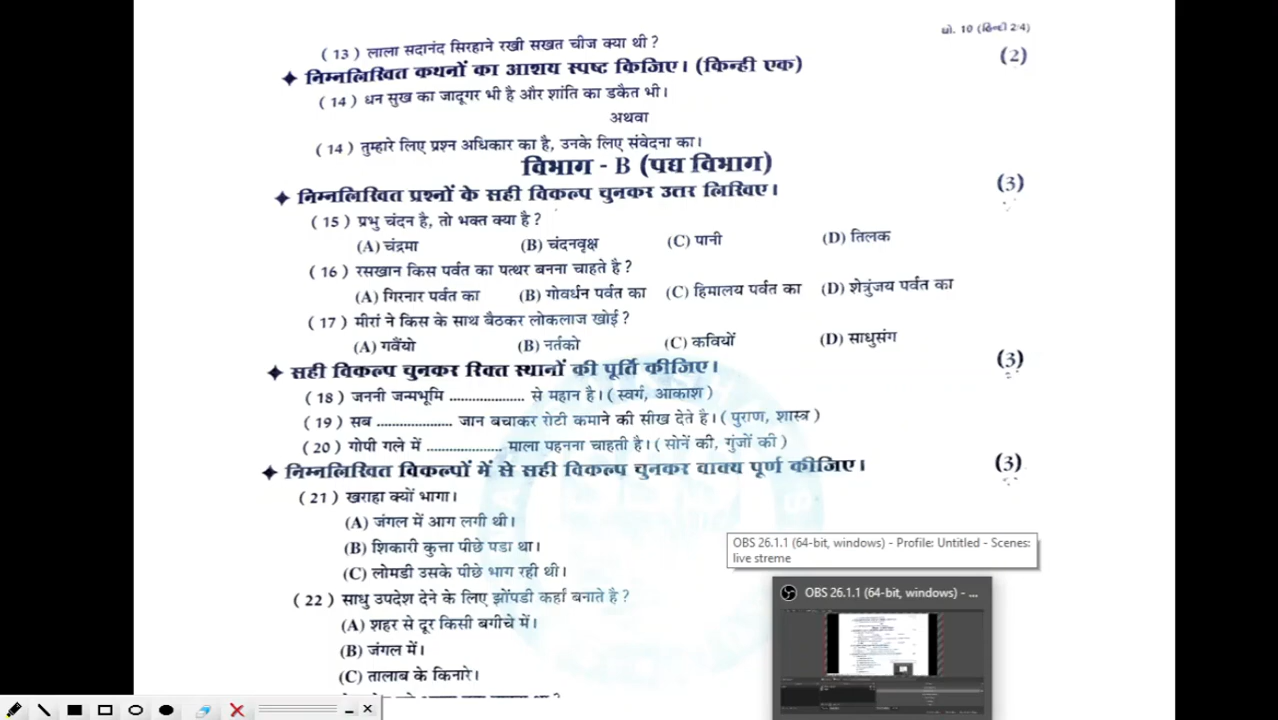 धो. 10 (हिन्दी 24)
(13) लाला सदानंद सिरहाने रखी सखत चीज क्या थी ?
निम्नलिखित कथनों का आशय स्पष्ट किजिए। (किन्ही एक) (2)
(14) धन सुख का जादूगर भी है और शांति का डकैत भी।
अथवा
(14) तुम्हारे लिए प्रश्न अधिकार का है, उनके लिए संवेदना का।
विभाग - B (पद्य विभाग)
निम्नलिखित प्रश्नों के सही विकल्प चुनकर उत्तर लिखिए। (3)
(15) प्रभु चंदन है, तो भक्त क्या है ?
(A) चंद्रमा (B) चंदनवृक्ष (C) पानी (D) तिलक
(16) रसखान किस पर्वत का पत्थर बनना चाहते है ?
(A) गिरनार पर्वत का (B) गोवर्धन पर्वत का (C) हिमालय पर्वत का (D) शेत्रुंजय पर्वत का
(17) मीरां ने किस के साथ बैठकर लोकलाज खोई ?
(A) गवैंयो (B) नर्तको (C) कवियों (D) साधुसंग
सही विकल्प चुनकर रिक्त स्थानों की पूर्ति कीजिए। (3)
(18) जननी जन्मभूमि .................... से महान है। (स्वर्ग, आकाश)
(19) सब .................... जान बचाकर रोटी कमाने की सीख देते है। (पुराण, शास्त्र)
(20) गोपी गले में .................... माला पहनना चाहती है। (सोनें की, गुंजों की)
निम्नलिखित विकल्पों में से सही विकल्प चुनकर वाक्य पूर्ण कीजिए। (3)
(21) खराहा क्यों भागा।
(A) जंगल में आग लगी थी।
(B) शिकारी कुत्ता पीछे पडा था।
(C) लोमडी उसके पीछे भाग रही थी।
(22) साधु उपदेश देने के लिए झोंपडी कहाँ बनाते है ?
(A) शहर से दूर किसी बगीचे में।
(B) जंगल में।
(C) तालाब के किनारे।
OBS 26.1.1 (64-bit, windows) - Profile: Untitled - Scenes:
live streme
OBS 26.1.1 (64-bit, windows) - ...